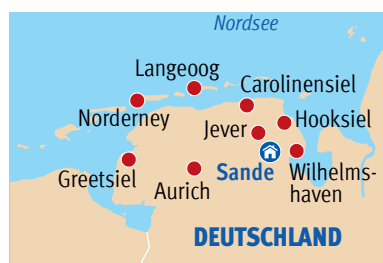 Nordsee
Langeoog
Carolinensiel
Norderney
Hooksiel
Jever
Greetsiel
Aurich
Sande
Wilhelms-
haven
DEUTSCHLAND